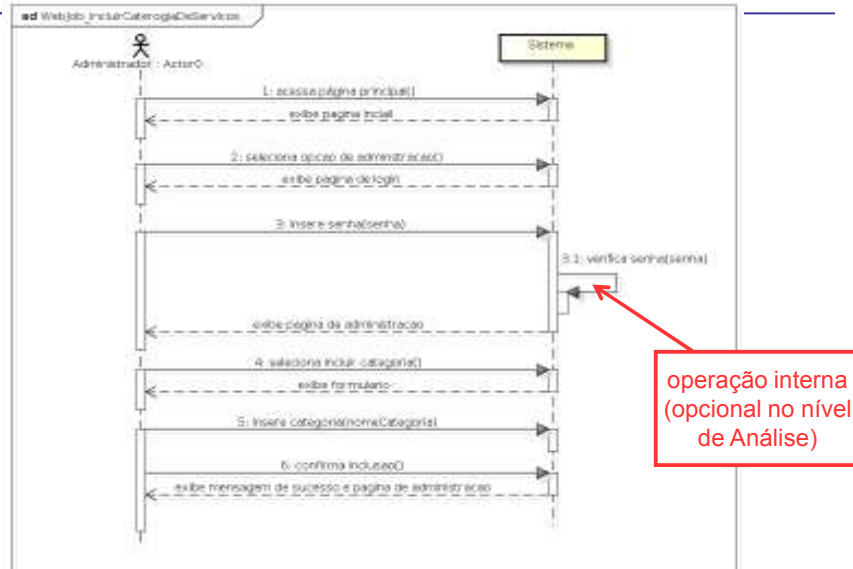 sd WebJob_IncluirCaterogiaDeServicos
Sistema
Administrador : Actor0
1: acessa página principal()
exibe pagina inicial
2: seleciona opcao de administracao()
exibe pagina de login
3: Insere senha(senha)
3.1: verifica senha(senha)
exibe pagina de administracao
4: seleciona incluir categoria()
exibe formulario
operação interna
(opcional no nível
de Análise)
5: Insere categoria(nomeCategoria)
6: confirma inclusao()
exibe mensagem de sucesso e pagina de administracao